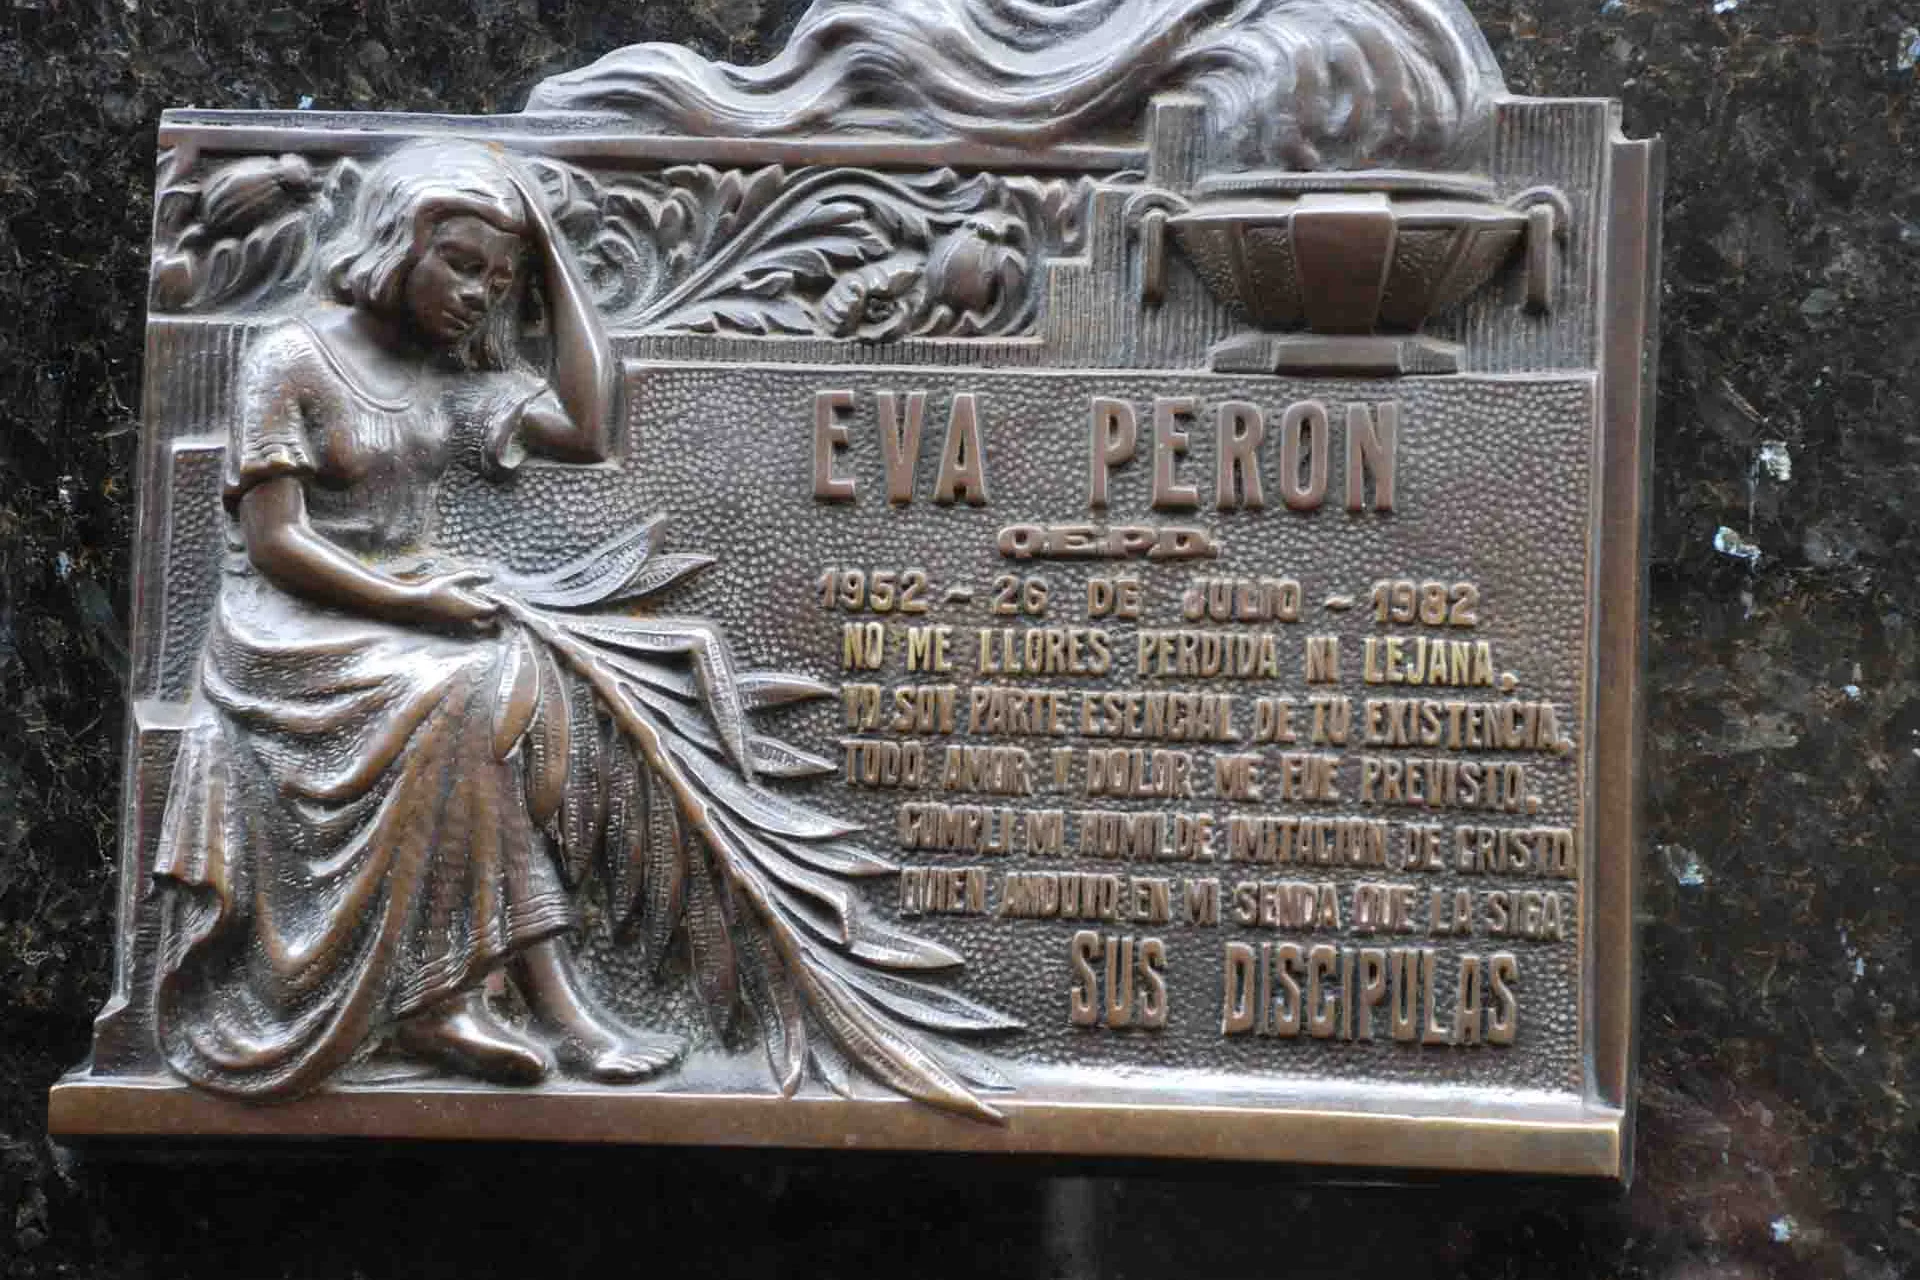 EVA PERON
Q.E.P.D.
1952 - 26 DE JULIO - 1982
NO ME LLORES PERDIDA NI LEJANA,
YO SOY PARTE ESENCIAL DE TU EXISTENCIA,
TODO AMOR Y DOLOR ME FUE PREVISTO.
CUMPLI MI HUMILDE IMITACION DE CRISTO
QUIEN ANDUVO EN MI SENDA QUE LA SIGA
SUS DISCIPULAS